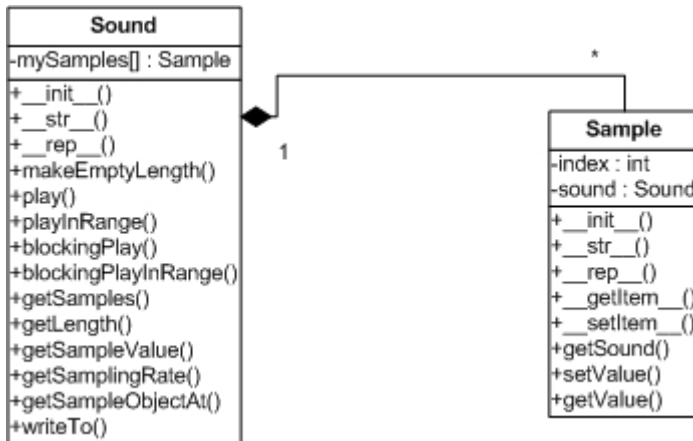 Sound
-mySamples[] : Sample
+__init__()
+__str__()
+__rep__()
+makeEmptyLength()
+play()
+playInRange()
+blockingPlay()
+blockingPlayInRange()
+getSamples()
+getLength()
+getSampleValue()
+getSamplingRate()
+getSampleObjectAt()
+writeTo()
1
*
Sample
-index : int
-sound : Sound
+__init__()
+__str__()
+__rep__()
+__getItem__()
+__setItem__()
+getSound()
+setValue()
+getValue()